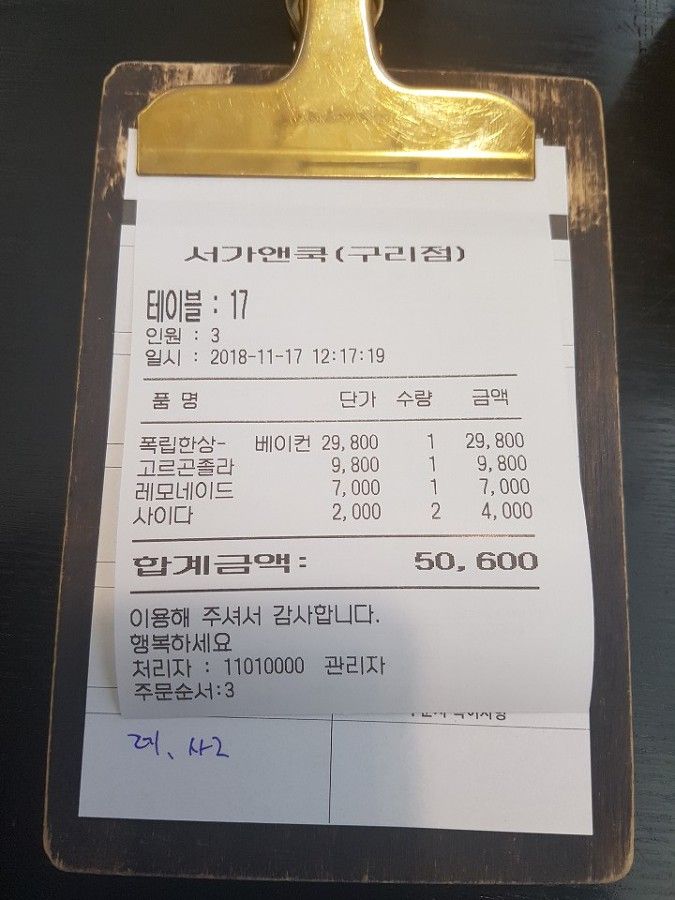 서가앤쿡(구리점)
테이블 : 17
인원 : 3
일시 : 2018-11-17 12:17:19
품 명 단가 수량 금액
폭립한상- 베이컨 29,800 1 29,800
고르곤졸라 9,800 1 9,800
레모네이드 7,000 1 7,000
사이다 2,000 2 4,000
합계금액: 50,600
이용해 주셔서 감사합니다.
행복하세요
처리자 : 11010000 관리자
주문순서:3
레. 사2